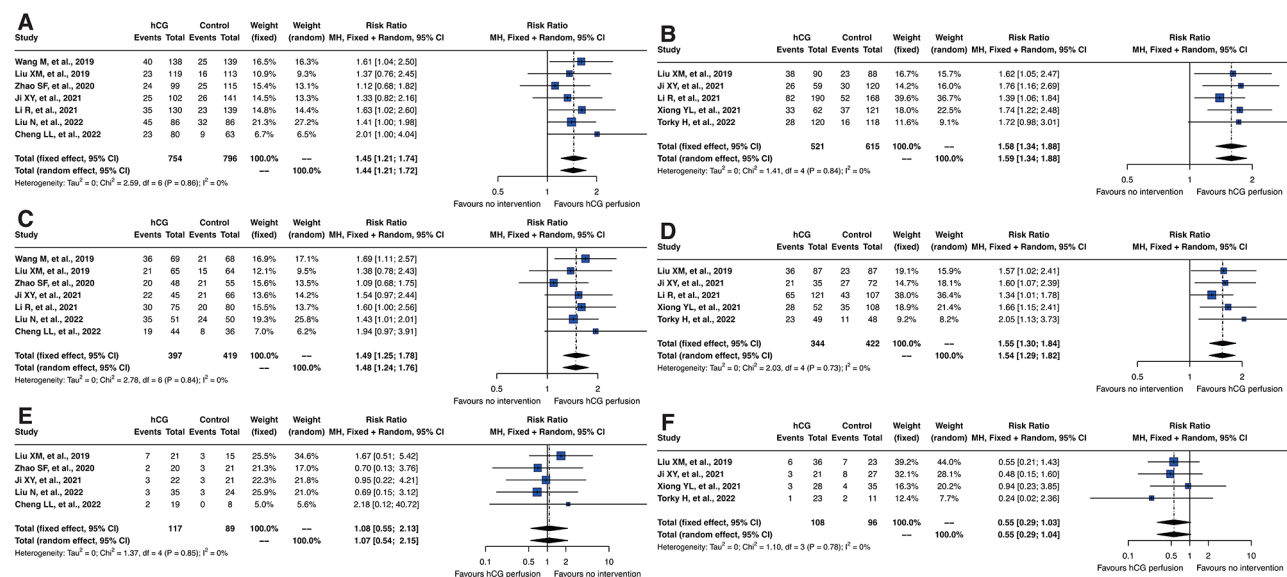 A
hCG Control Weight Weight Risk Ratio
Study Events Total Events Total (fixed) (random) MH, Fixed + Random, 95% CI
Wang M, et al., 2019 40 138 25 139 16.5% 16.3% 1.61 [1.04; 2.50]
Liu XM, et al., 2019 23 119 16 113 10.9% 9.3% 1.37 [0.76; 2.45]
Zhao SF, et al., 2020 24 99 25 115 15.4% 13.1% 1.12 [0.68; 1.82]
Ji XY, et al., 2021 25 102 26 141 14.5% 13.3% 1.33 [0.82; 2.16]
Li R, et al., 2021 35 130 23 139 14.8% 14.4% 1.63 [1.02; 2.60]
Liu N, et al., 2022 45 86 32 86 21.3% 27.2% 1.41 [1.00; 1.98]
Cheng LL, et al., 2022 23 80 9 63 6.7% 6.5% 2.01 [1.00; 4.04]
Total (fixed effect, 95% CI) 754 796 100.0% –– 1.45 [1.21; 1.74]
Total (random effect, 95% CI) –– 100.0% 1.44 [1.21; 1.72]
Heterogeneity: Tau² = 0; Chi² = 2.59, df = 6 (P = 0.86); I² = 0%
0.5 1 2
Favours no intervention Favours hCG perfusion
B
hCG Control Weight Weight Risk Ratio
Study Events Total Events Total (fixed) (random) MH, Fixed + Random, 95% CI
Liu XM, et al., 2019 38 90 23 88 16.7% 15.7% 1.62 [1.05; 2.47]
Ji XY, et al., 2021 26 59 30 120 14.2% 16.0% 1.76 [1.16; 2.69]
Li R, et al., 2021 82 190 52 168 39.6% 36.7% 1.39 [1.06; 1.84]
Xiong YL, et al., 2021 33 62 37 121 18.0% 22.5% 1.74 [1.22; 2.48]
Torky H, et al., 2022 28 120 16 118 11.6% 9.1% 1.72 [0.98; 3.01]
Total (fixed effect, 95% CI) 521 615 100.0% –– 1.58 [1.34; 1.88]
Total (random effect, 95% CI) –– 100.0% 1.59 [1.34; 1.88]
Heterogeneity: Tau² = 0; Chi² = 1.41, df = 4 (P = 0.84); I² = 0%
0.5 1 2
Favours no intervention Favours hCG perfusion
C
hCG Control Weight Weight Risk Ratio
Study Events Total Events Total (fixed) (random) MH, Fixed + Random, 95% CI
Wang M, et al., 2019 36 69 21 68 16.9% 17.1% 1.69 [1.11; 2.57]
Liu XM, et al., 2019 21 65 15 64 12.1% 9.5% 1.38 [0.78; 2.43]
Zhao SF, et al., 2020 20 48 21 55 15.6% 13.5% 1.09 [0.68; 1.75]
Ji XY, et al., 2021 22 45 21 66 13.6% 14.2% 1.54 [0.97; 2.44]
Li R, et al., 2021 30 75 20 80 15.5% 13.7% 1.60 [1.00; 2.56]
Liu N, et al., 2022 35 51 24 50 19.3% 25.8% 1.43 [1.01; 2.01]
Cheng LL, et al., 2022 19 44 8 36 7.0% 6.2% 1.94 [0.97; 3.91]
Total (fixed effect, 95% CI) 397 419 100.0% –– 1.49 [1.25; 1.78]
Total (random effect, 95% CI) –– 100.0% 1.48 [1.24; 1.76]
Heterogeneity: Tau² = 0; Chi² = 2.78, df = 6 (P = 0.84); I² = 0%
0.5 1 2
Favours no intervention Favours hCG perfusion
D
hCG Control Weight Weight Risk Ratio
Study Events Total Events Total (fixed) (random) MH, Fixed + Random, 95% CI
Liu XM, et al., 2019 36 87 23 87 19.1% 15.9% 1.57 [1.02; 2.41]
Ji XY, et al., 2021 21 35 27 72 14.7% 18.1% 1.60 [1.07; 2.39]
Li R, et al., 2021 65 121 43 107 38.0% 36.4% 1.34 [1.01; 1.78]
Xiong YL, et al., 2021 28 52 35 108 18.9% 21.4% 1.66 [1.15; 2.41]
Torky H, et al., 2022 23 49 11 48 9.2% 8.2% 2.05 [1.13; 3.73]
Total (fixed effect, 95% CI) 344 422 100.0% –– 1.55 [1.30; 1.84]
Total (random effect, 95% CI) –– 100.0% 1.54 [1.29; 1.82]
Heterogeneity: Tau² = 0; Chi² = 2.03, df = 4 (P = 0.73); I² = 0%
0.5 1 2
Favours no intervention Favours hCG perfusion
E
hCG Control Weight Weight Risk Ratio
Study Events Total Events Total (fixed) (random) MH, Fixed + Random, 95% CI
Liu XM, et al., 2019 7 21 3 15 25.5% 34.6% 1.67 [0.51; 5.42]
Zhao SF, et al., 2020 2 20 3 21 21.3% 17.0% 0.70 [0.13; 3.76]
Ji XY, et al., 2021 3 22 3 21 22.3% 21.8% 0.95 [0.22; 4.21]
Liu N, et al., 2022 3 35 3 24 25.9% 21.0% 0.69 [0.15; 3.12]
Cheng LL, et al., 2022 2 19 0 8 5.0% 5.6% 2.18 [0.12; 40.72]
Total (fixed effect, 95% CI) 117 89 100.0% –– 1.08 [0.55; 2.13]
Total (random effect, 95% CI) –– 100.0% 1.07 [0.54; 2.15]
Heterogeneity: Tau² = 0; Chi² = 1.37, df = 4 (P = 0.85); I² = 0%
0.1 0.5 1 2 10
Favours hCG perfusion Favours no intervention
F
hCG Control Weight Weight Risk Ratio
Study Events Total Events Total (fixed) (random) MH, Fixed + Random, 95% CI
Liu XM, et al., 2019 6 36 7 23 39.2% 44.0% 0.55 [0.21; 1.43]
Ji XY, et al., 2021 3 21 8 27 32.1% 28.1% 0.48 [0.15; 1.60]
Xiong YL, et al., 2021 3 28 4 35 16.3% 20.2% 0.94 [0.23; 3.85]
Torky H, et al., 2022 1 23 2 11 12.4% 7.7% 0.24 [0.02; 2.36]
Total (fixed effect, 95% CI) 108 96 100.0% –– 0.55 [0.29; 1.03]
Total (random effect, 95% CI) –– 100.0% 0.55 [0.29; 1.04]
Heterogeneity: Tau² = 0; Chi² = 1.10, df = 3 (P = 0.78); I² = 0%
0.1 0.5 1 2 10
Favours hCG perfusion Favours no intervention